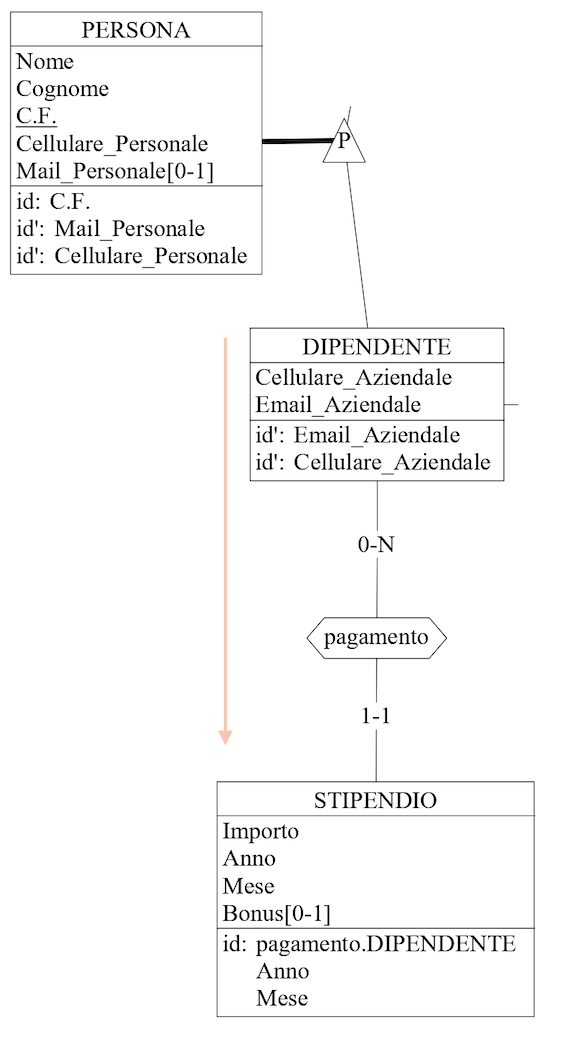 PERSONA
Nome
Cognome
C.F.
Cellulare_Personale
Mail_Personale[0-1]
id: C.F.
id': Mail_Personale
id': Cellulare_Personale
P
DIPENDENTE
Cellulare_Aziendale
Email_Aziendale
id': Email_Aziendale
id': Cellulare_Aziendale
0-N
pagamento
1-1
STIPENDIO
Importo
Anno
Mese
Bonus[0-1]
id: pagamento.DIPENDENTE
Anno
Mese